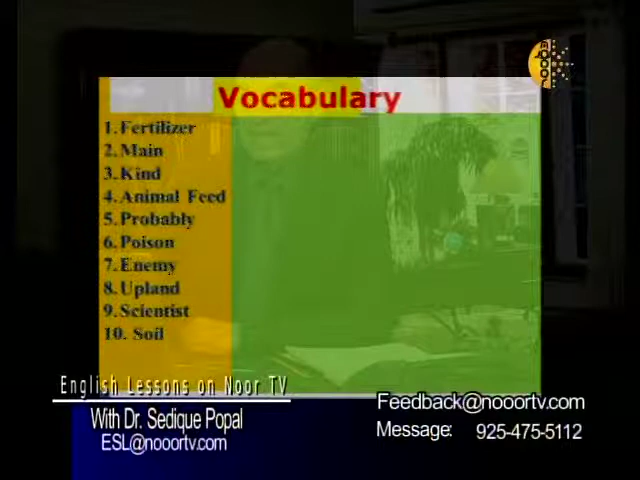 Vocabulary
1. Fertilizer
2. Main
3. Kind
4. Animal Feed
5. Probably
6. Poison
7. Enemy
8. Upland
9. Scientist
10. Soil
English Lessons on Noor TV
With Dr. Sedique Popal
ESL@nooortv.com
Feedback@nooortv.com
Message: 925-475-5112